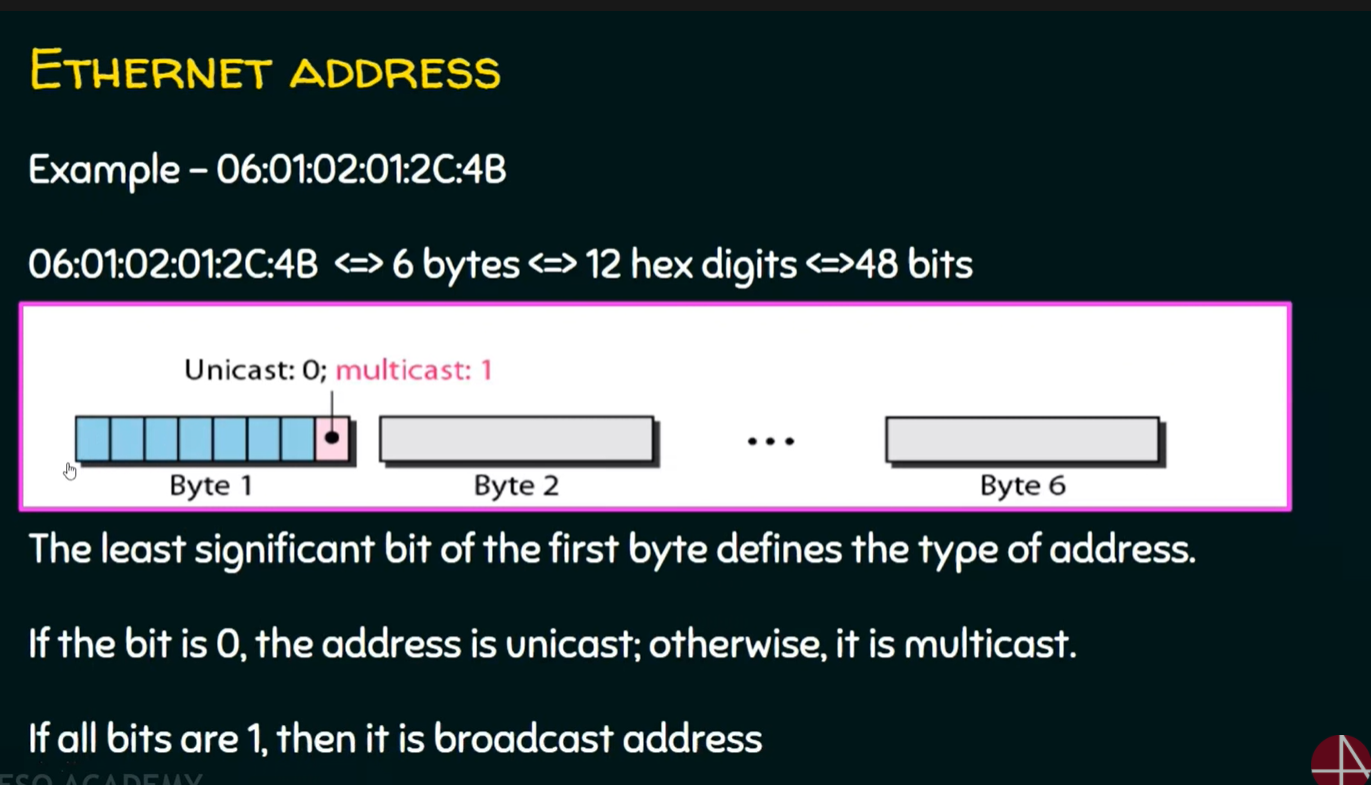 ETHERNET ADDRESS
Example – 06:01:02:01:2C:4B
06:01:02:01:2C:4B <=> 6 bytes <=> 12 hex digits <=>48 bits
Unicast: 0; multicast: 1
...
Byte 1 Byte 2 Byte 6
The least significant bit of the first byte defines the type of address.
If the bit is 0, the address is unicast; otherwise, it is multicast.
If all bits are 1, then it is broadcast address
ESO ACADEMY